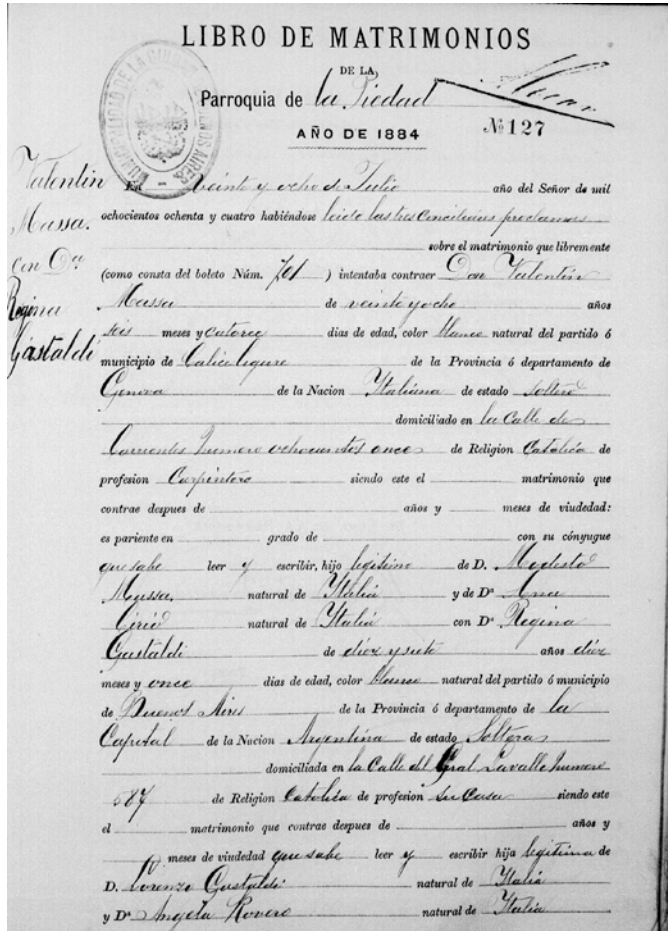 LIBRO DE MATRIMONIOS
DE LA
Parroquia de la Piedad
AÑO DE 1884
№ 127
MUNICIPALIDAD DE LA BUENOS AIRES
Valentin
Massa.
con Da.
Regina
Gastaldi
En veinte y ocho de Julio año del Señor de mil
ochocientos ochenta y cuatro habiéndose leido las tres conciliares proclamas
sobre el matrimonio que libremente
(como consta del boleto Núm. 701 ) intentaba contraer Don Valentin
Massa de veinte y ocho años
seis meses y catorce dias de edad, color blanco natural del partido ó
municipio de Calice ligure de la Provincia ó departamento de
Genova de la Nacion Italiana de estado soltero
domiciliado en la Calle de
Corrientes numero ochocientos once de Religion Catolica de
profesion Carpintero siendo este el matrimonio que
contrae despues de años y meses de viudedad:
es pariente en grado de con su cónyugue
que sabe leer y escribir, hijo legitimo de D. Modesto
Massa natural de Italia y de Da Ana
natural de Italia con Da Regina
Gastaldi de diez y siete años diez
meses y once dias de edad, color blanco natural del partido ó municipio
de Buenos Aires de la Provincia ó departamento de la
Capital de la Nacion Argentina de estado Soltera
domiciliada en la Calle del Gral Lavalle numero
587 de Religion Catolica de profesion su Casa siendo este
el matrimonio que contrae despues de años y
meses de viudedad que sabe leer y escribir hija legitima de
D. Lorenzo Gastaldi natural de Italia
y Da Angela Rovero natural de Italia